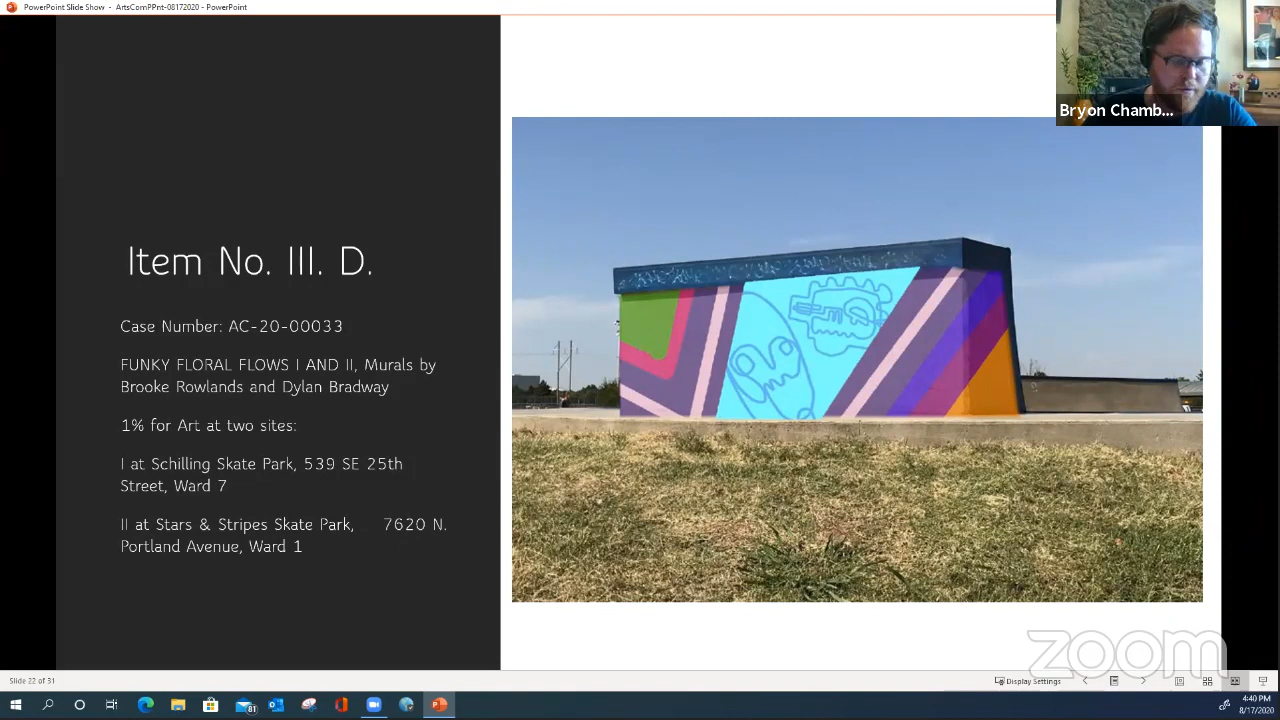 PowerPoint Slide Show - ArtsComPPnt-08172020 - PowerPoint
Bryon Chamb...
Item No. III. D.
Case Number: AC-20-00033
FUNKY FLORAL FLOWS I AND II, Murals by
Brooke Rowlands and Dylan Bradway
1% for Art at two sites:
I at Schilling Skate Park, 539 SE 25th
Street, Ward 7
II at Stars & Stripes Skate Park, 7620 N.
Portland Avenue, Ward 1
zoom
Slide 22 of 31
Display Settings
81
4:40 PM
8/17/2020